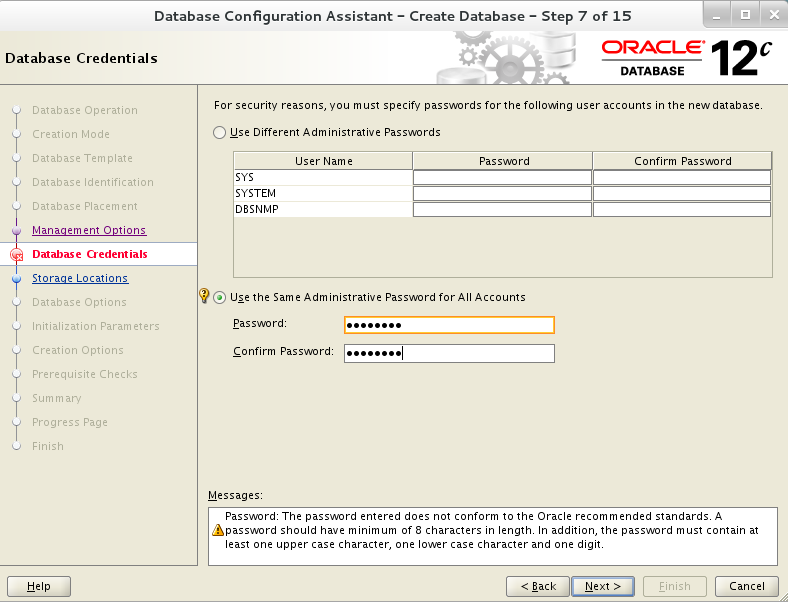 Database Configuration Assistant – Create Database – Step 7 of 15
Database Credentials
ORACLE
DATABASE
12c
Database Operation
Creation Mode
Database Template
Database Identification
Database Placement
Management Options
Database Credentials
Storage Locations
Database Options
Initialization Parameters
Creation Options
Prerequisite Checks
Summary
Progress Page
Finish
For security reasons, you must specify passwords for the following user accounts in the new database.
Use Different Administrative Passwords
User Name Password Confirm Password
SYS
SYSTEM
DBSNMP
Use the Same Administrative Password for All Accounts
Password: ●●●●●●●●
Confirm Password: ●●●●●●●●
Messages:
Password: The password entered does not conform to the Oracle recommended standards. A
password should have minimum of 8 characters in length. In addition, the password must contain at
least one upper case character, one lower case character and one digit.
Help < Back Next > Finish Cancel